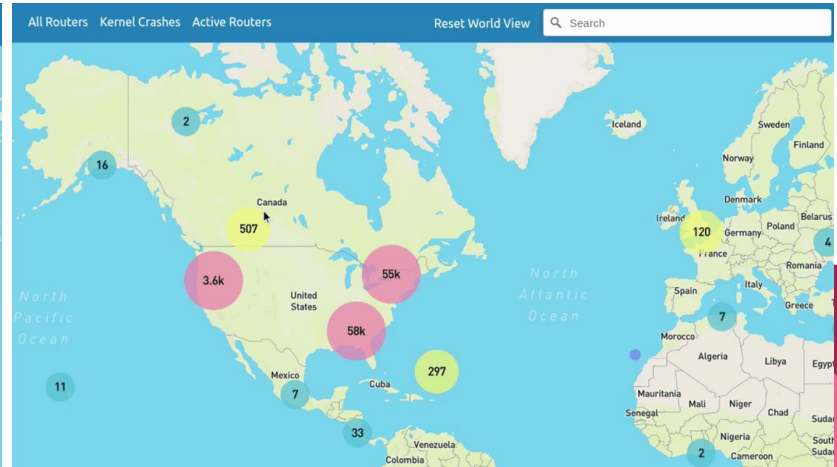 All Routers Kernel Crashes Active Routers Reset World View Search
2
Iceland
Sweden
Finland
16
Norway
Canada
Denmark
507
Ireland
120
Germany
Poland
Belarus
4
France
3.6k
55k
Romania
North
Pacific
Ocean
United
States
North
Atlantic
Ocean
Spain
Italy
Greece
58k
7
Morocco
Algeria
Libya
Egypt
11
Mexico
7
Cuba
297
Mauritania
Mali
Niger
Chad
Senegal
33
Nigeria
2
Cameroon
Venezuela
Colombia